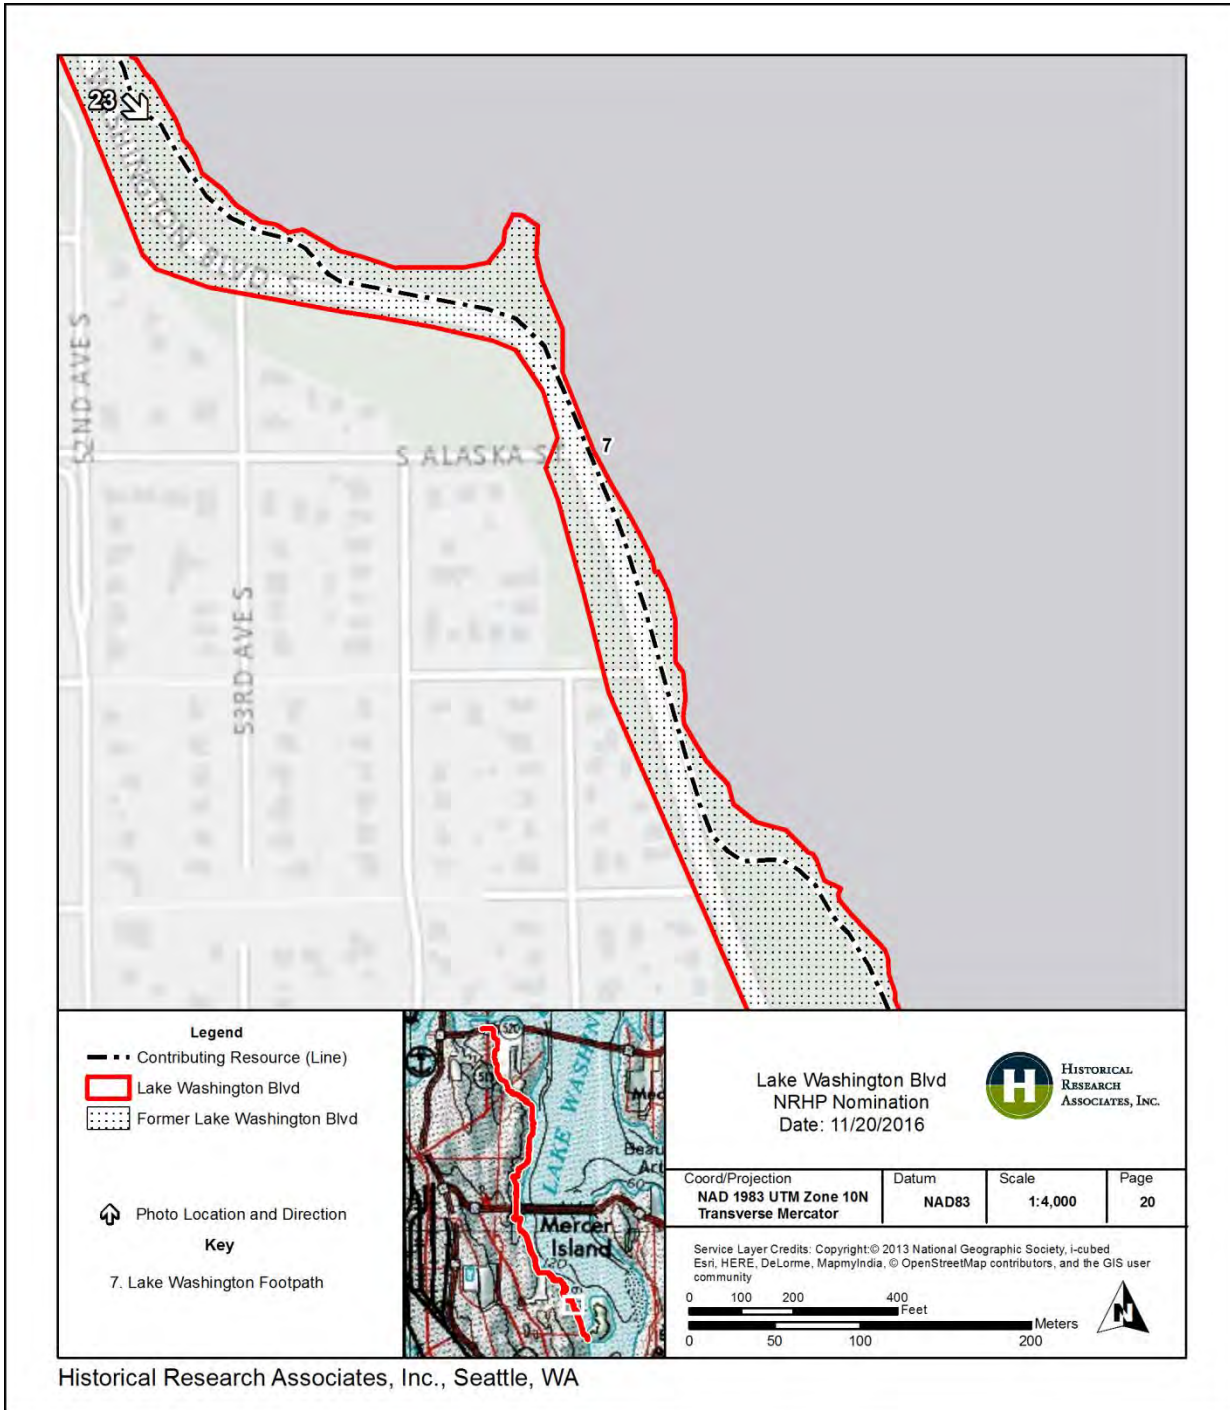 23
WASHINGTON BLVD S
52ND AVE S
S ALASKA ST
7
53RD AVE S
Legend
Contributing Resource (Line)
Lake Washington Blvd
Former Lake Washington Blvd
Photo Location and Direction
Key
7. Lake Washington Footpath
520
LAKE WASHIN
Beau
Art
60
Mercer
Island
120
Lake Washington Blvd
NRHP Nomination
Date: 11/20/2016
H
HISTORICAL
RESEARCH
ASSOCIATES, INC.
Coord/Projection
NAD 1983 UTM Zone 10N
Transverse Mercator
Datum
NAD83
Scale
1:4,000
Page
20
Service Layer Credits: Copyright:© 2013 National Geographic Society, i-cubed
Esri, HERE, DeLorme, MapmyIndia, © OpenStreetMap contributors, and the GIS user
community
0 100 200 400
Feet
Meters
0 50 100 200
N
Historical Research Associates, Inc., Seattle, WA